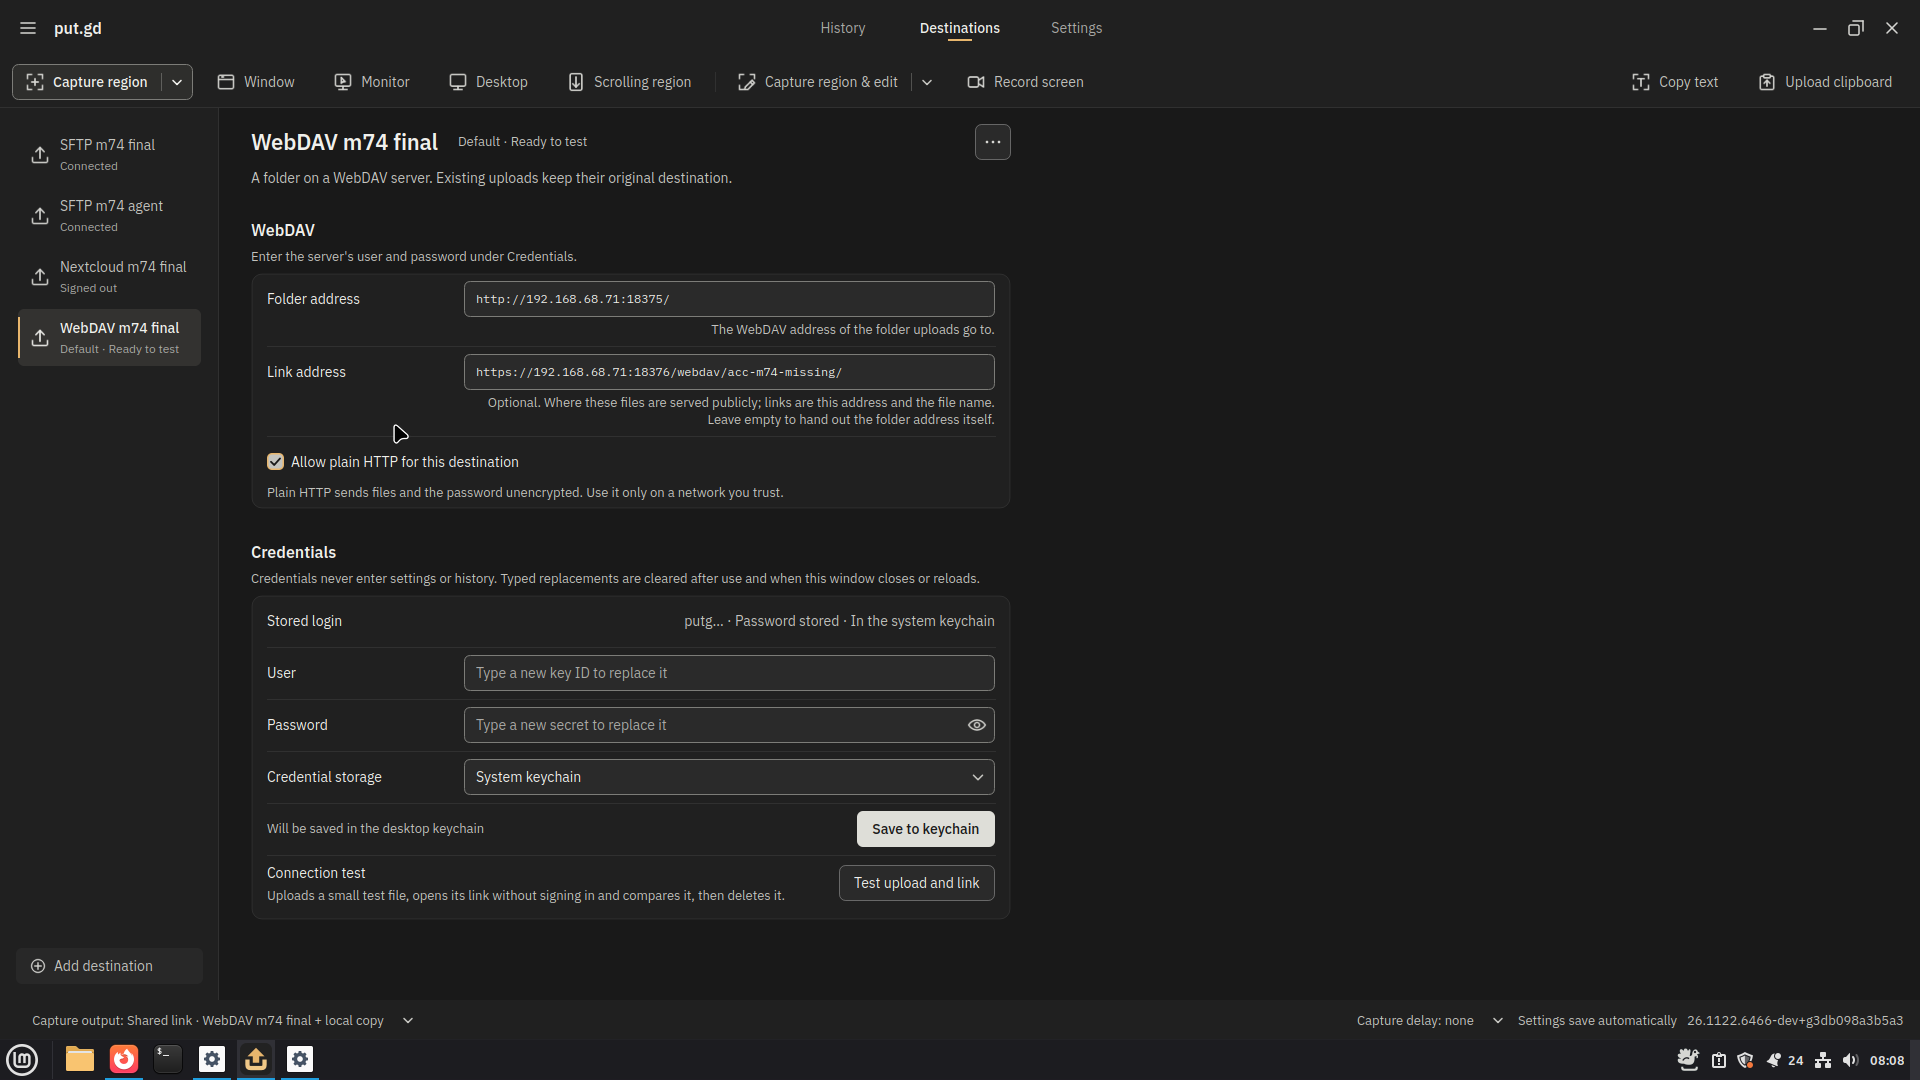 put.gd
History
Destinations
Settings
Capture region
Window
Monitor
Desktop
Scrolling region
Capture region & edit
Record screen
Copy text
Upload clipboard
SFTP m74 final
Connected
SFTP m74 agent
Connected
Nextcloud m74 final
Signed out
WebDAV m74 final
Default · Ready to test
Add destination
WebDAV m74 final
Default · Ready to test
A folder on a WebDAV server. Existing uploads keep their original destination.
WebDAV
Enter the server's user and password under Credentials.
Folder address
http://192.168.68.71:18375/
The WebDAV address of the folder uploads go to.
Link address
https://192.168.68.71:18376/webdav/acc-m74-missing/
Optional. Where these files are served publicly; links are this address and the file name.
Leave empty to hand out the folder address itself.
Allow plain HTTP for this destination
Plain HTTP sends files and the password unencrypted. Use it only on a network you trust.
Credentials
Credentials never enter settings or history. Typed replacements are cleared after use and when this window closes or reloads.
Stored login
putg... · Password stored · In the system keychain
User
Type a new key ID to replace it
Password
Type a new secret to replace it
Credential storage
System keychain
Will be saved in the desktop keychain
Save to keychain
Connection test
Uploads a small test file, opens its link without signing in and compares it, then deletes it.
Test upload and link
Capture output: Shared link · WebDAV m74 final + local copy
Capture delay: none
Settings save automatically
26.1122.6466-dev+g3db098a3b5a3
24
08:08